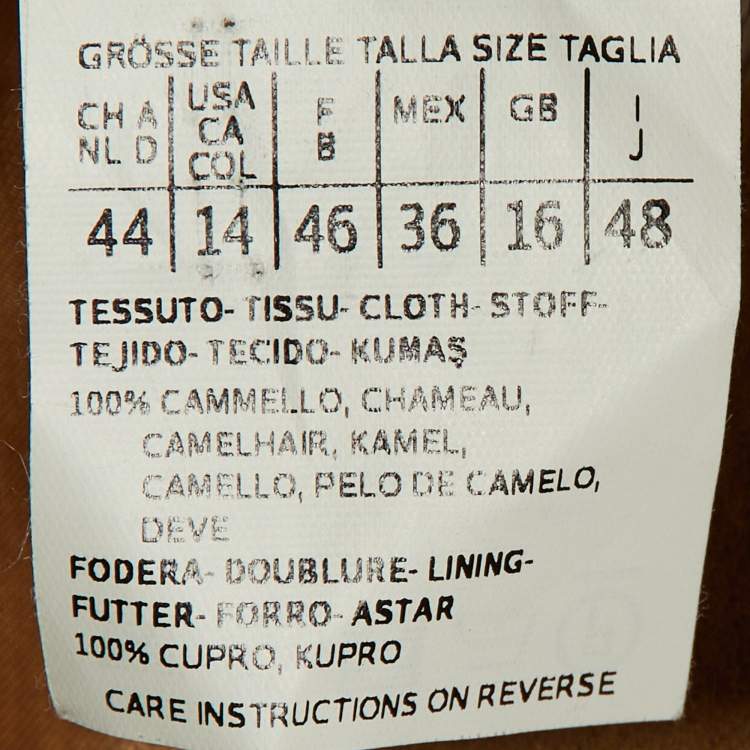 GRÖSSE TAILLE TALLA SIZE TAGLIA
CH A NL D USA CA COL F B MEX GB I J
44 14 46 36 16 48
TESSUTO- TISSU- CLOTH- STOFF-
TEJIDO- TECIDO- KUMAŞ
100% CAMMELLO, CHAMEAU,
CAMELHAIR, KAMEL,
CAMELLO, PELO DE CAMELO,
DEVE
FODERA- DOUBLURE- LINING-
FUTTER- FORRO- ASTAR
100% CUPRO, KUPRO
CARE INSTRUCTIONS ON REVERSE